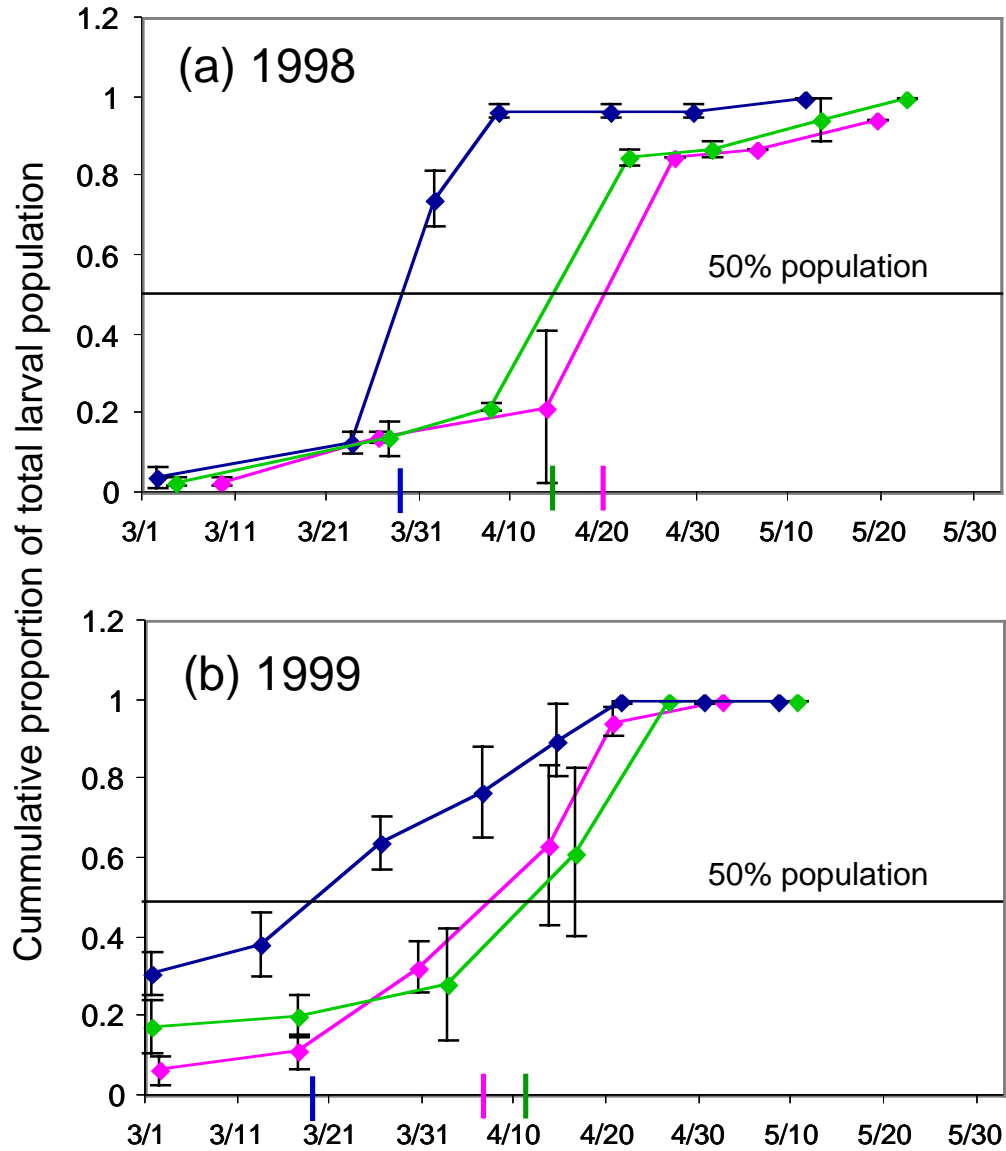 Cummulative proportion of total larval population
(a) 1998
1.2
1
0.8
0.6
0.4
0.2
0
50% population
3/1 3/11 3/21 3/31 4/10 4/20 4/30 5/10 5/20 5/30
(b) 1999
1.2
1
0.8
0.6
0.4
0.2
0
50% population
3/1 3/11 3/21 3/31 4/10 4/20 4/30 5/10 5/20 5/30